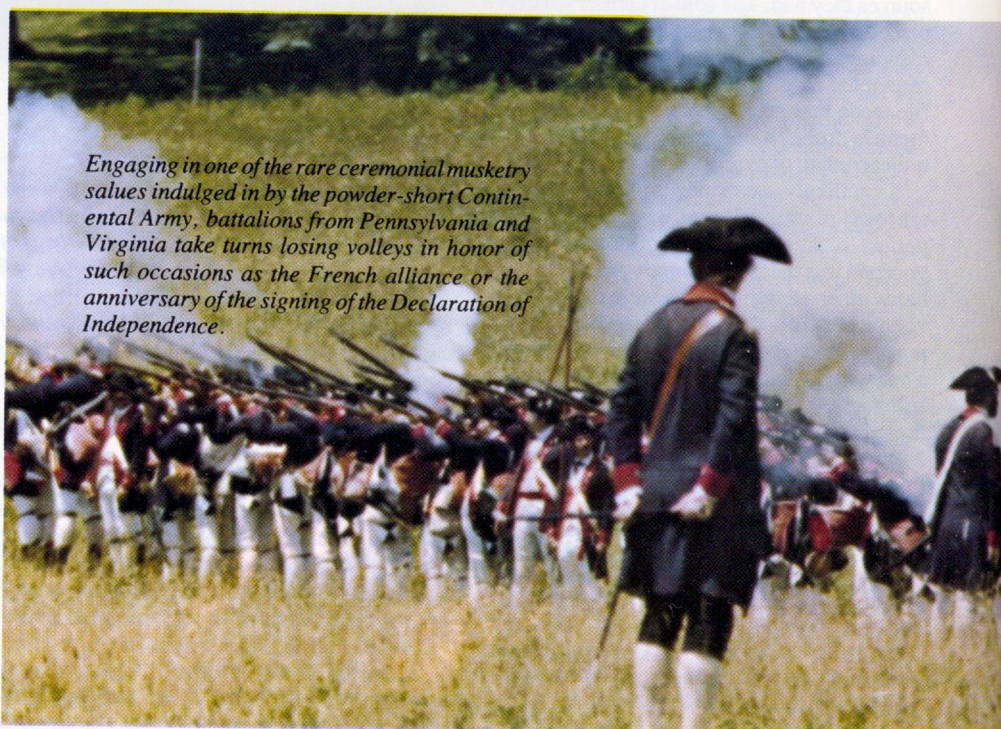 Engaging in one of the rare ceremonial musketry
salues indulged in by the powder-short Contin-
ental Army, battalions from Pennsylvania and
Virginia take turns losing volleys in honor of
such occasions as the French alliance or the
anniversary of the signing of the Declaration of
Independence.